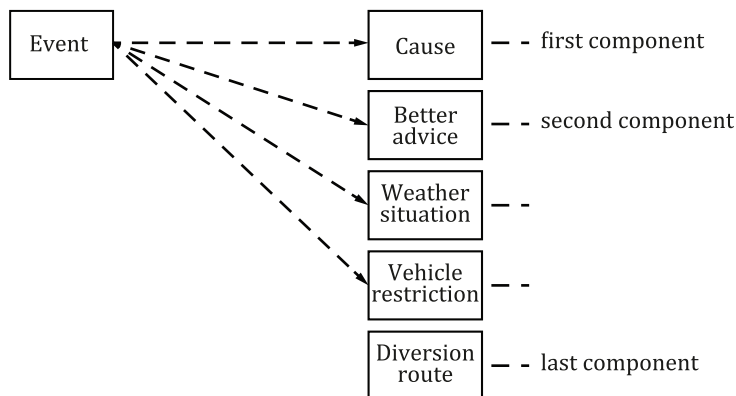 Event
Cause
first component
Better
advice
second component
Weather
situation
Vehicle
restriction
Diversion
route
last component